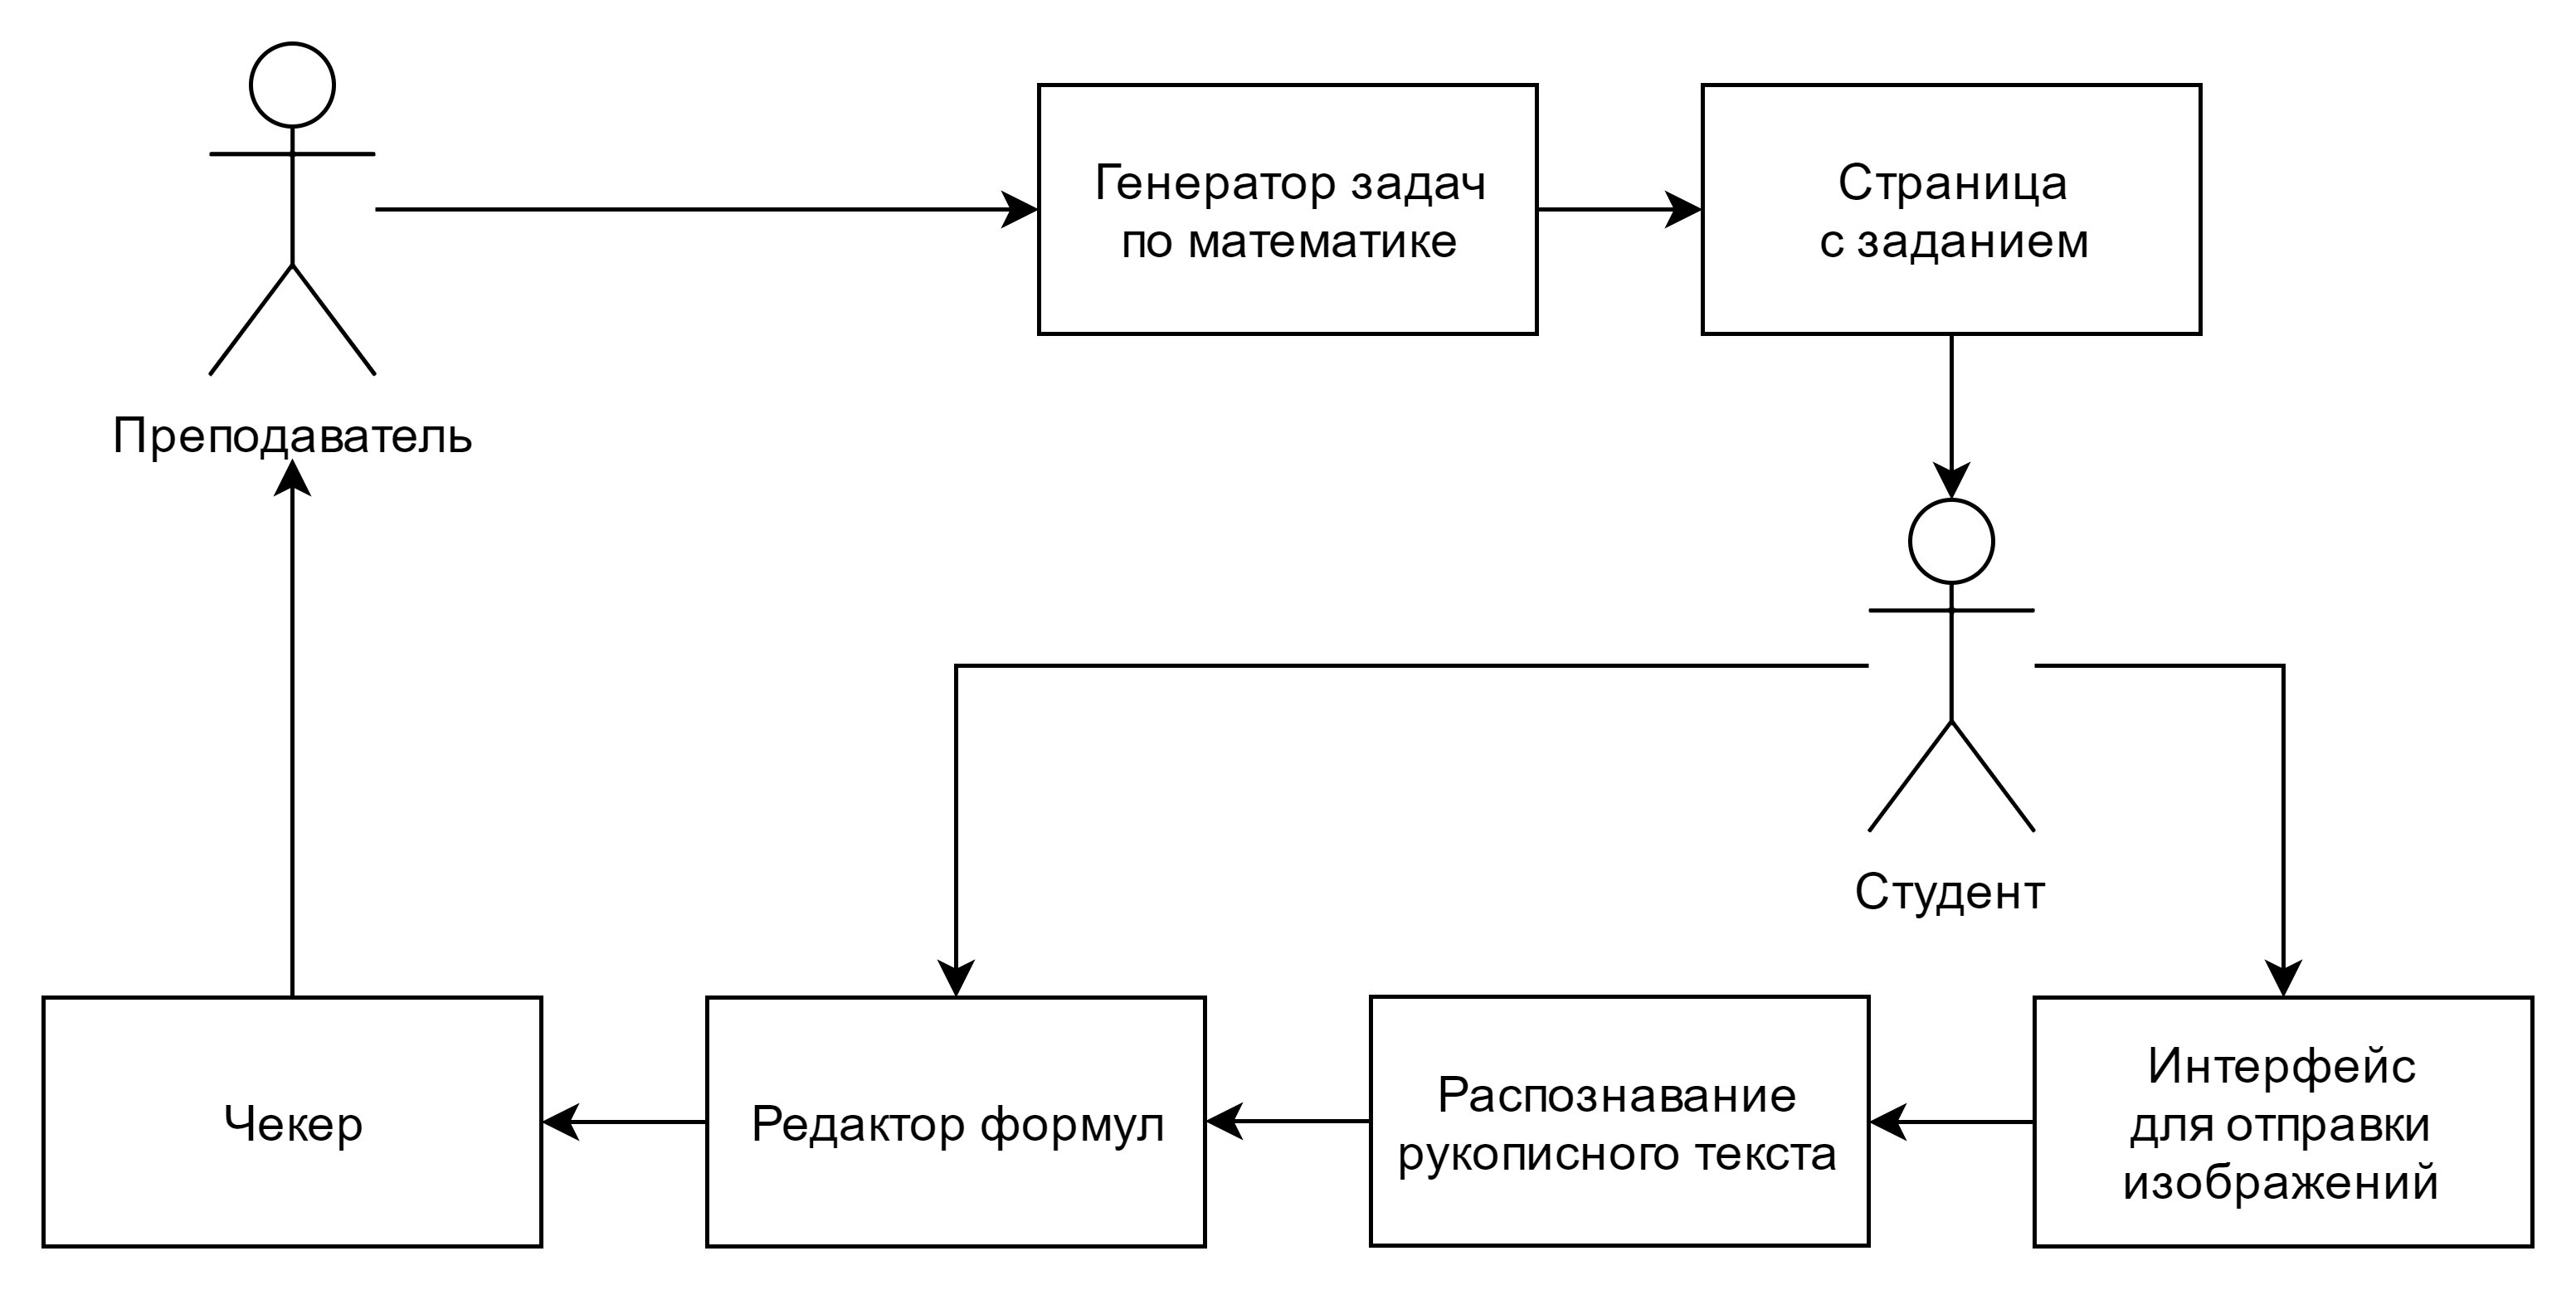 Генератор задач
по математике
Страница
с заданием
Преподаватель
Студент
Чекер
Редактор формул
Распознавание
рукописного текста
Интерфейс
для отправки
изображений